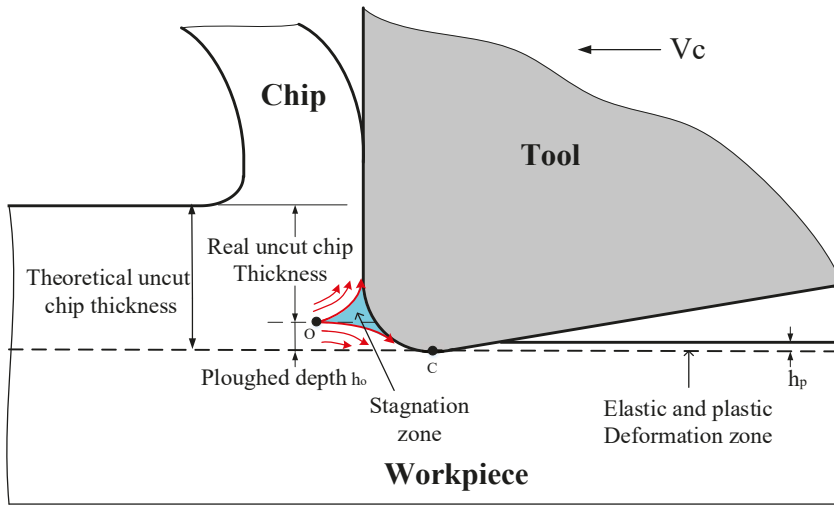 Vc
Chip
Tool
Real uncut chip
Thickness
Theoretical uncut
chip thickness
O
C
Ploughed depth ho
hp
Stagnation
zone
Elastic and plastic
Deformation zone
Workpiece